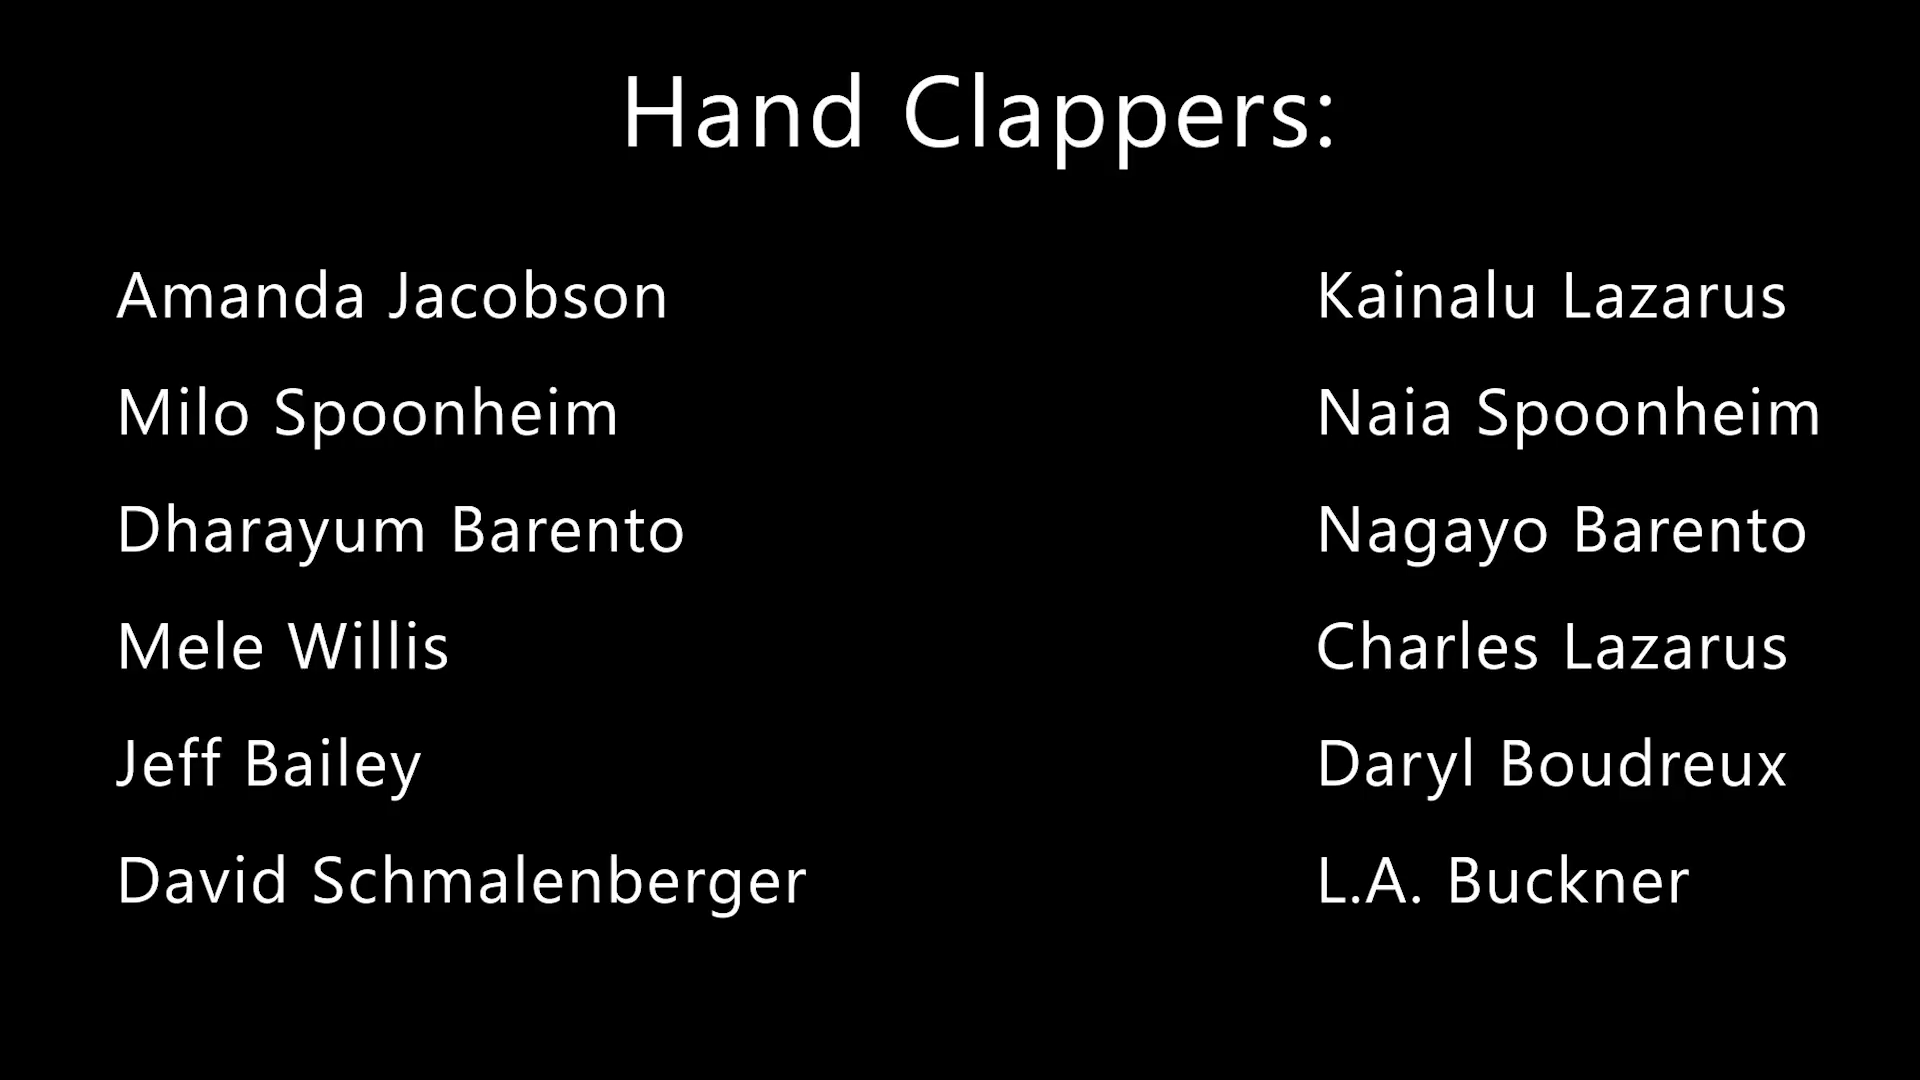 Hand Clappers:
Amanda Jacobson
Milo Spoonheim
Dharayum Barento
Mele Willis
Jeff Bailey
David Schmalenberger
Kainalu Lazarus
Naia Spoonheim
Nagayo Barento
Charles Lazarus
Daryl Boudreux
L.A. Buckner